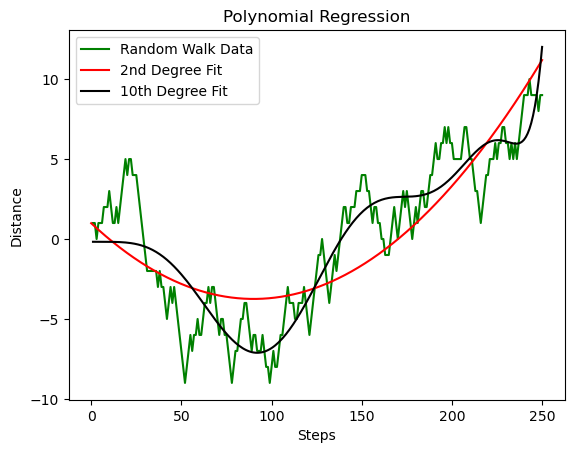 Polynomial Regression
Random Walk Data
2nd Degree Fit
10th Degree Fit
10
5
0
−5
−10
Distance
0
50
100
150
200
250
Steps